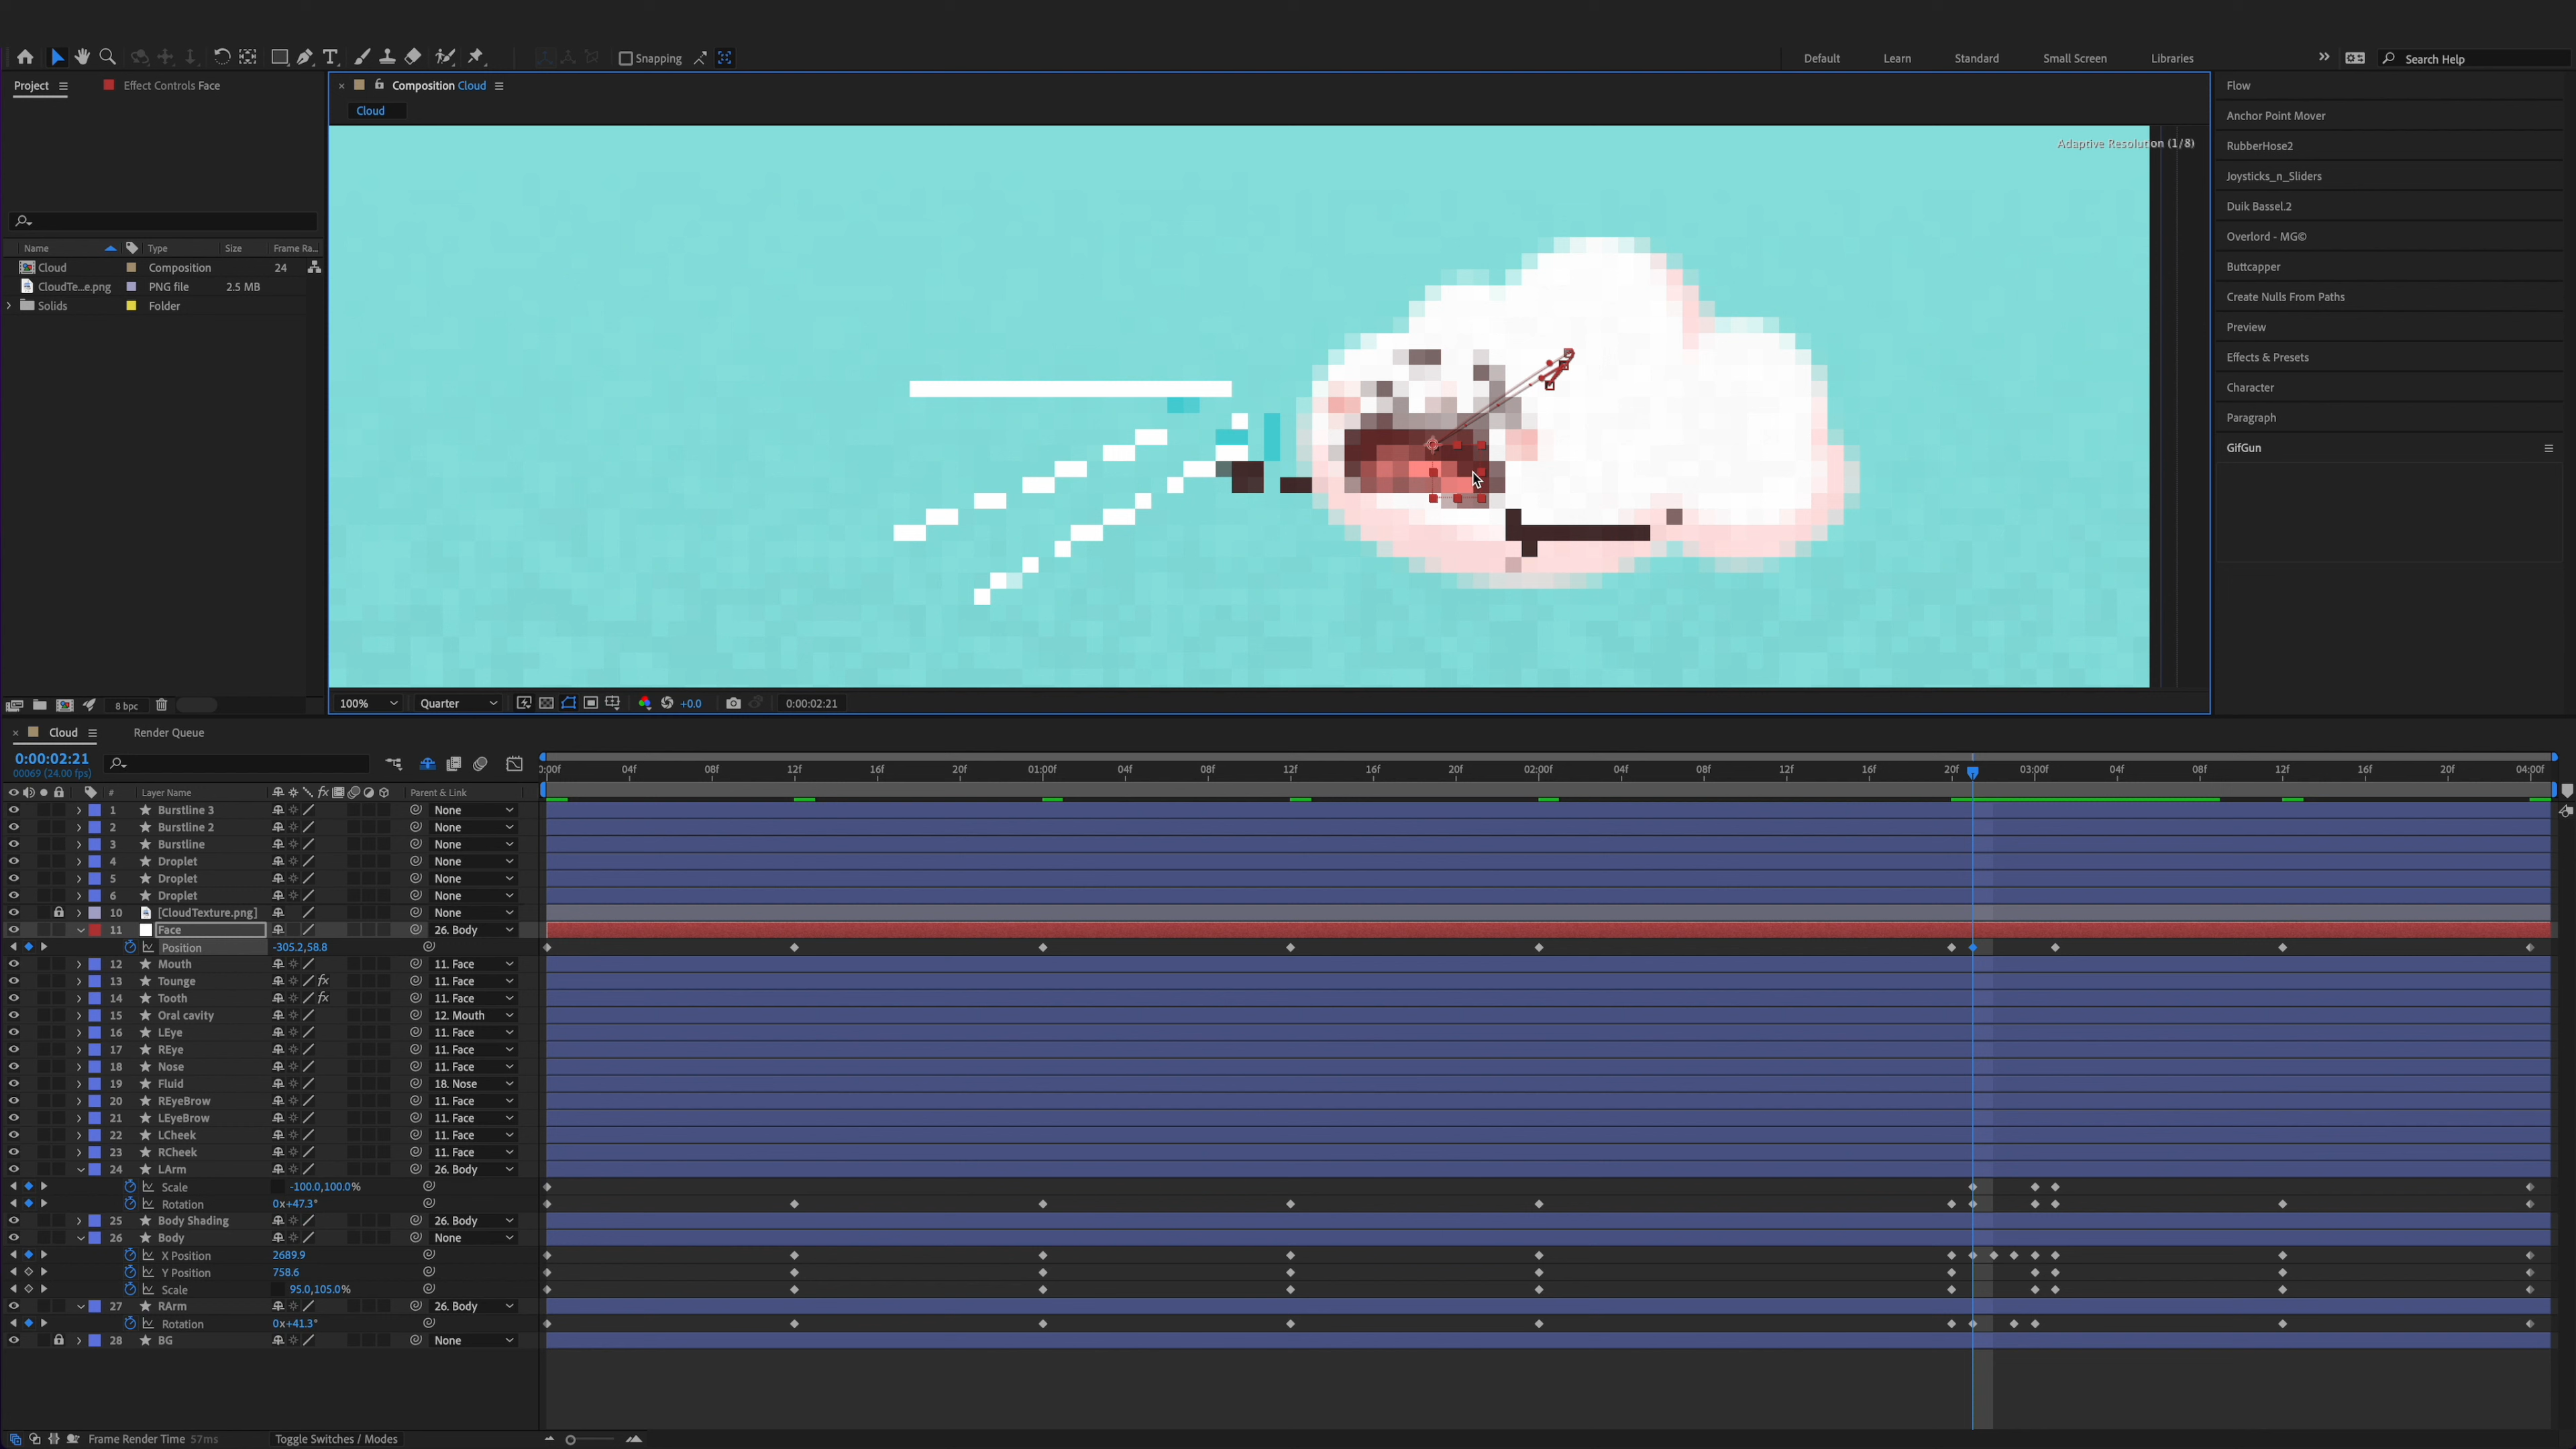 Snapping
Default
Learn
Standard
Small Screen
Libraries
Search Help
Project
Effect Controls Face
Composition Cloud
Cloud
Adaptive Resolution (1/8)
Flow
Anchor Point Mover
RubberHose2
Joysticks_n_Sliders
Duik Bassel.2
Overlord - MG©
Buttcapper
Create Nulls From Paths
Preview
Effects & Presets
Character
Paragraph
GifGun
Name Type Size Frame Ra...
Cloud Composition 24
CloudTe...e.png PNG file 2.5 MB
Solids Folder
8 bpc
100% Quarter +0.0 0:00:02:21
Cloud Render Queue
0:00:02:21
00069 (24.00 fps)
0:00f 04f 08f 12f 16f 20f 01:00f 04f 08f 12f 16f 20f 02:00f 04f 08f 12f 16f 20f 03:00f 04f 08f 12f 16f 20f 04:00f
# Layer Name fx Parent & Link
1 Burstline 3 None
2 Burstline 2 None
3 Burstline None
4 Droplet None
5 Droplet None
6 Droplet None
10 [CloudTexture.png] None
11 Face 26. Body
Position -305.2,58.8
12 Mouth 11. Face
13 Tounge fx 11. Face
14 Tooth fx 11. Face
15 Oral cavity 12. Mouth
16 LEye 11. Face
17 REye 11. Face
18 Nose 11. Face
19 Fluid 18. Nose
20 REyeBrow 11. Face
21 LEyeBrow 11. Face
22 LCheek 11. Face
23 RCheek 11. Face
24 LArm 26. Body
Scale -100.0,100.0%
Rotation 0x+47.3°
25 Body Shading 26. Body
26 Body None
X Position 2689.9
Y Position 758.6
Scale 95.0,105.0%
27 RArm 26. Body
Rotation 0x+41.3°
28 BG None
Frame Render Time 57ms Toggle Switches / Modes